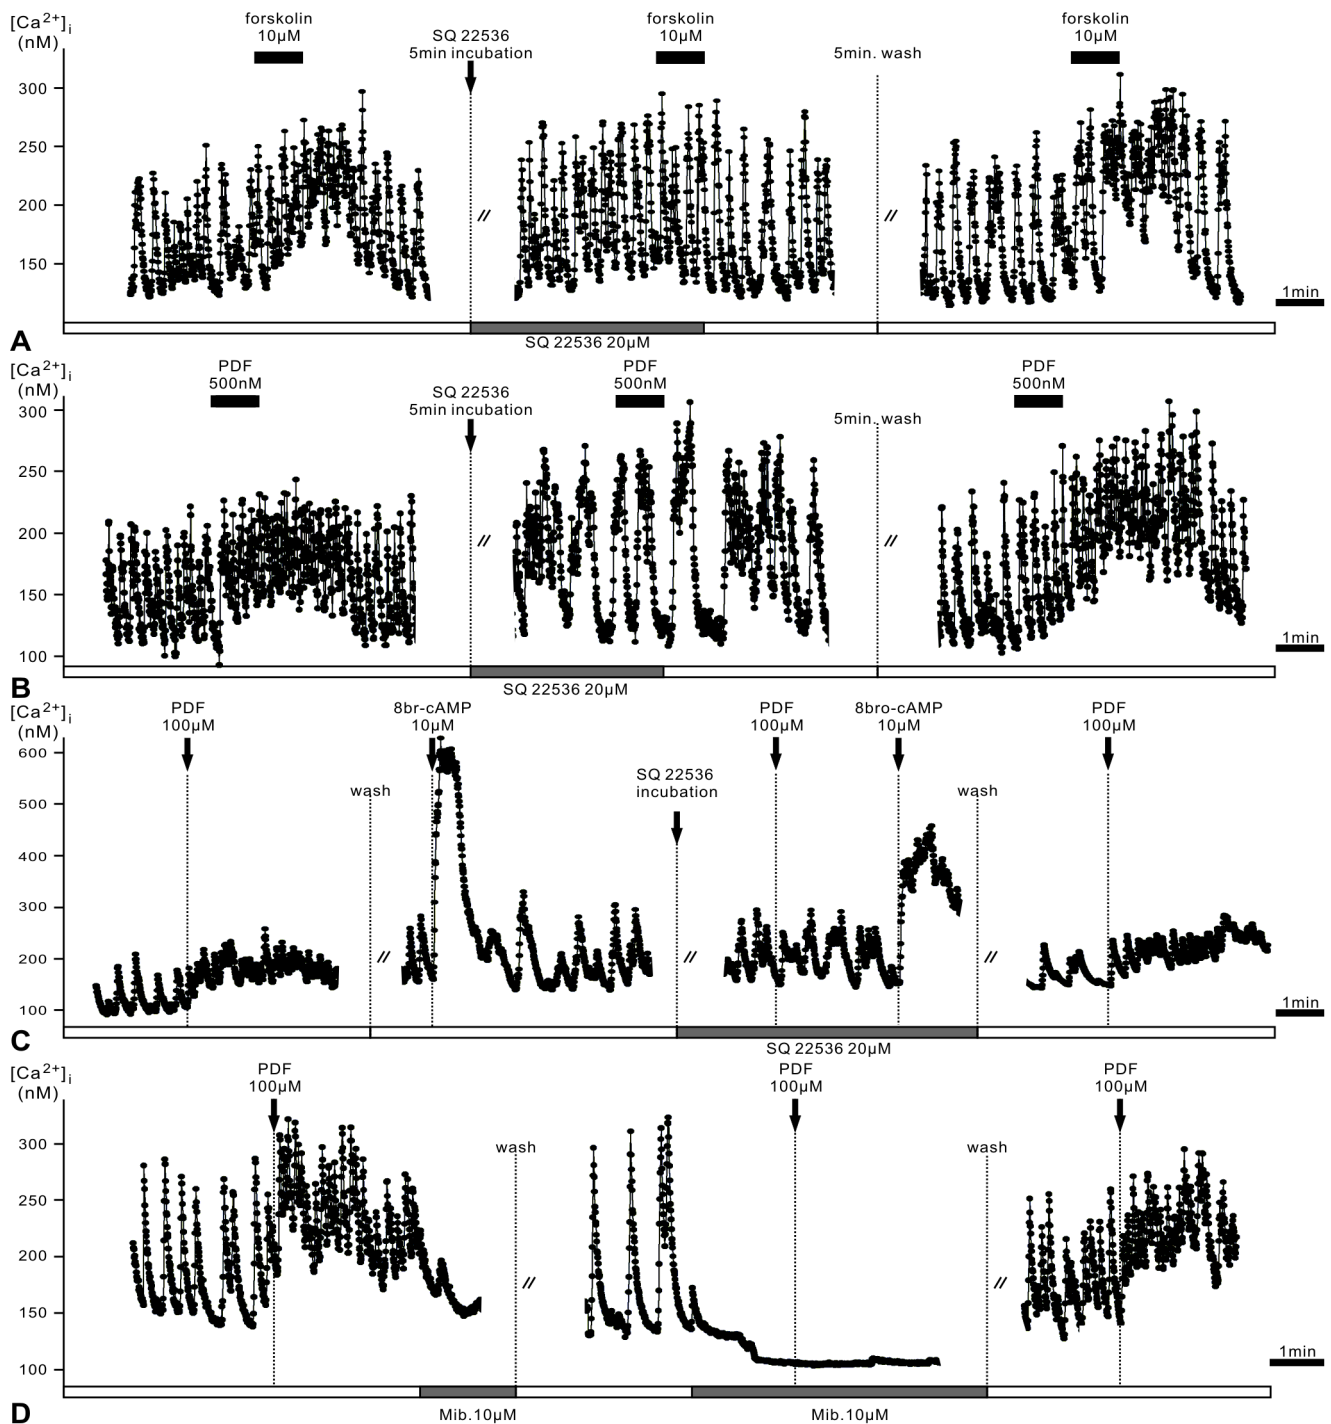 [Ca²⁺]ᵢ
(nM)
forskolin
10µM
SQ 22536
5min incubation
forskolin
10µM
5min. wash
forskolin
10µM
300
250
200
150
//
//
1min
A
SQ 22536 20µM
[Ca²⁺]ᵢ
(nM)
PDF
500nM
SQ 22536
5min incubation
PDF
500nM
5min. wash
PDF
500nM
300
250
200
150
100
//
//
1min
B
SQ 22536 20µM
[Ca²⁺]ᵢ
(nM)
PDF
100µM
wash
8br-cAMP
10µM
SQ 22536
incubation
PDF
100µM
8bro-cAMP
10µM
wash
PDF
100µM
600
500
400
300
200
100
//
//
//
1min
C
SQ 22536 20µM
[Ca²⁺]ᵢ
(nM)
PDF
100µM
wash
PDF
100µM
wash
PDF
100µM
300
250
200
150
100
//
//
1min
D
Mib.10µM
Mib.10µM